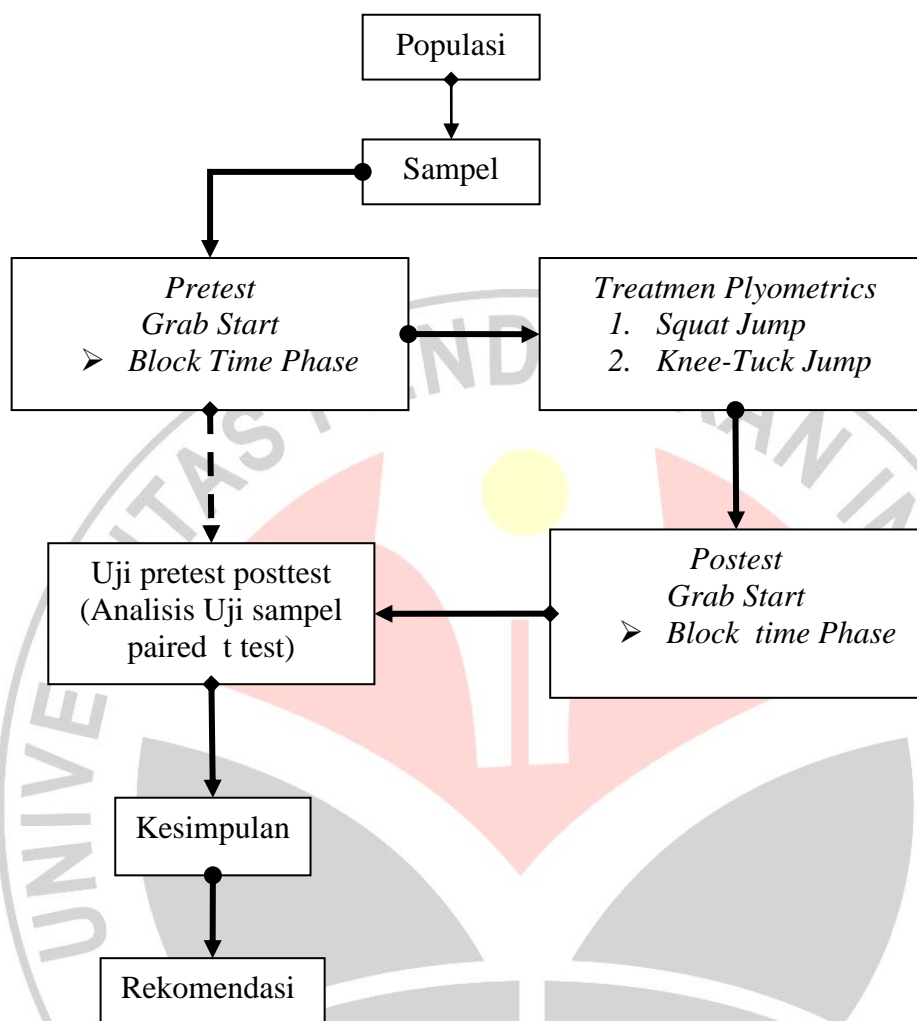 Populasi
Sampel
Pretest
Grab Start
➢ Block Time Phase
Treatmen Plyometrics
1. Squat Jump
2. Knee-Tuck Jump
Uji pretest posttest
(Analisis Uji sampel
paired t test)
Postest
Grab Start
➢ Block time Phase
Kesimpulan
Rekomendasi